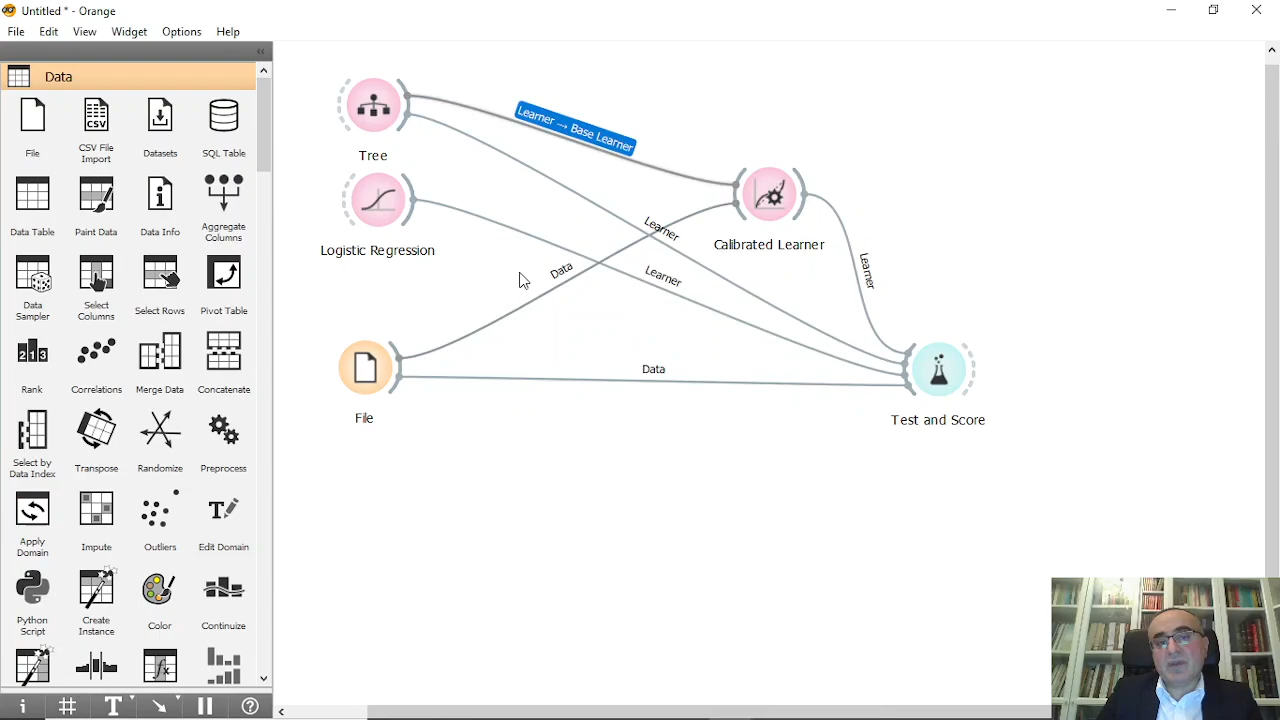 Untitled * - Orange
File Edit View Widget Options Help
Data
File
CSV File
Import
Datasets
SQL Table
Data Table
Paint Data
Data Info
Aggregate
Columns
Data
Sampler
Select
Columns
Select Rows
Pivot Table
Rank
Correlations
Merge Data
Concatenate
Select by
Data Index
Transpose
Randomize
Preprocess
Apply
Domain
Impute
Outliers
Edit Domain
Python
Script
Create
Instance
Color
Continuize
Tree
Logistic Regression
File
Learner → Base Learner
Calibrated Learner
Learner
Learner
Learner
Data
Data
Test and Score